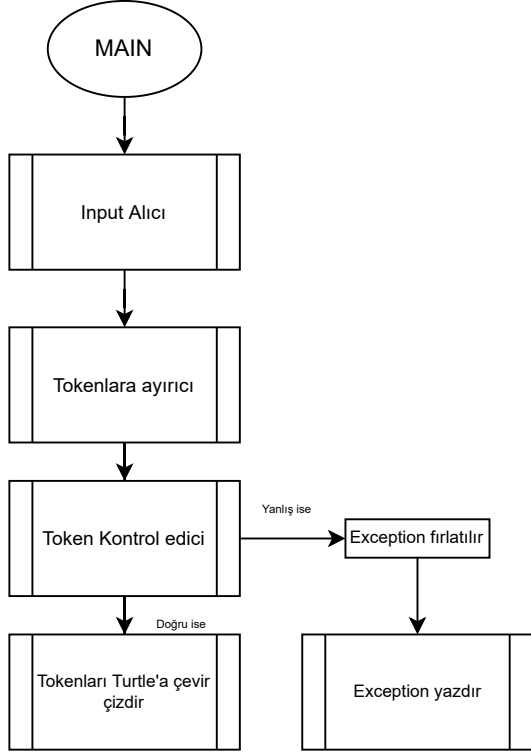 MAIN
Input Alıcı
Tokenlara ayırıcı
Token Kontrol edici
Yanlış ise
Exception fırlatılır
Doğru ise
Tokenları Turtle'a çevir
çizdir
Exception yazdır